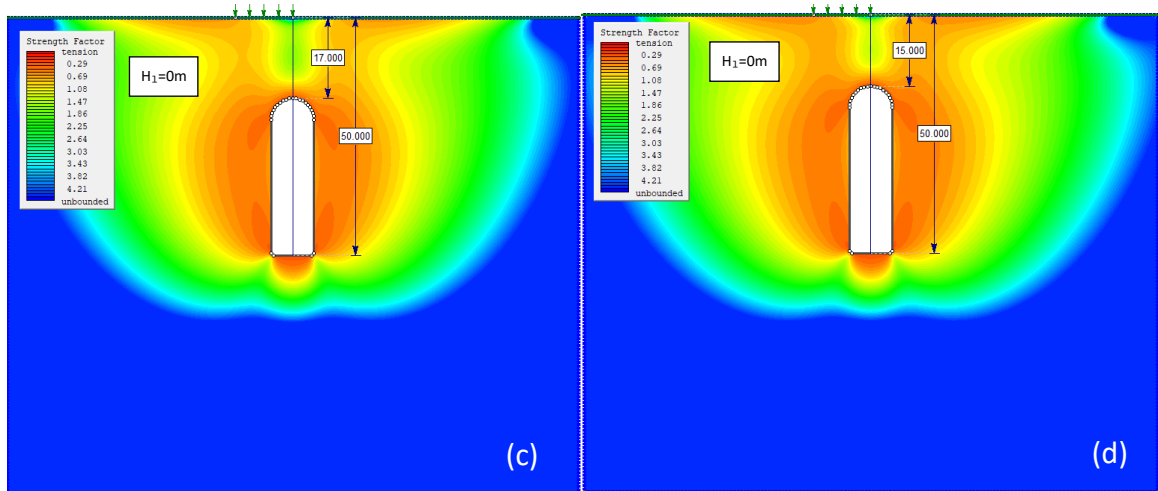 Strength Factor
tension
0.29
0.69
1.08
1.47
1.86
2.25
2.64
3.03
3.43
3.82
4.21
unbounded
H₁=0m
17.000
50.000
(c)
Strength Factor
tension
0.29
0.69
1.08
1.47
1.86
2.25
2.64
3.03
3.43
3.82
4.21
unbounded
H₁=0m
15.000
50.000
(d)